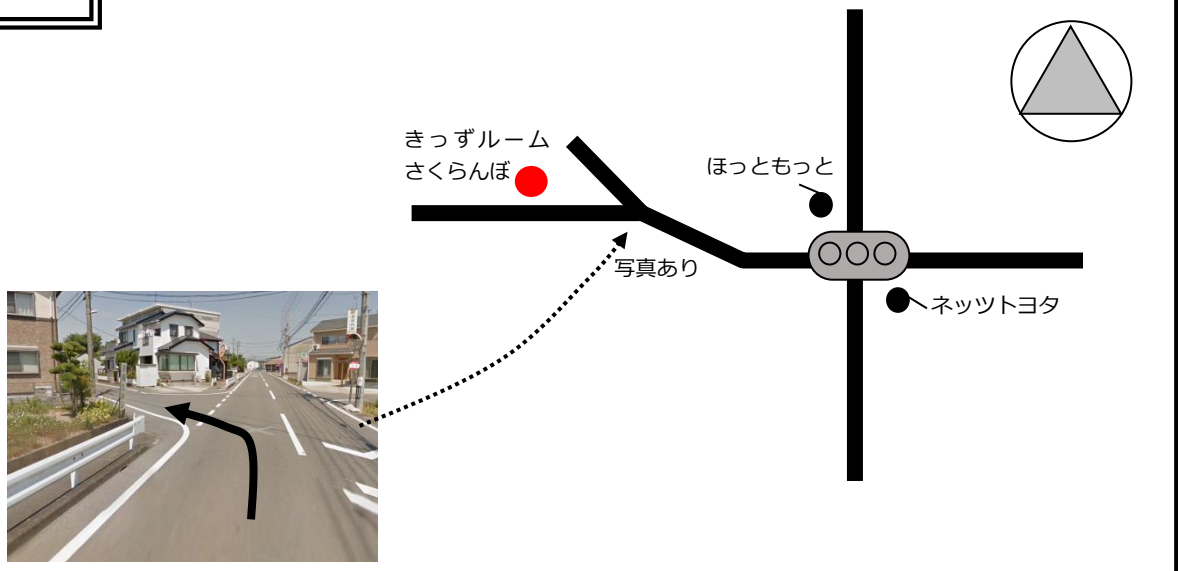 きっずルーム
さくらんぼ
ほっともっと
写真あり
ネッツトヨタ